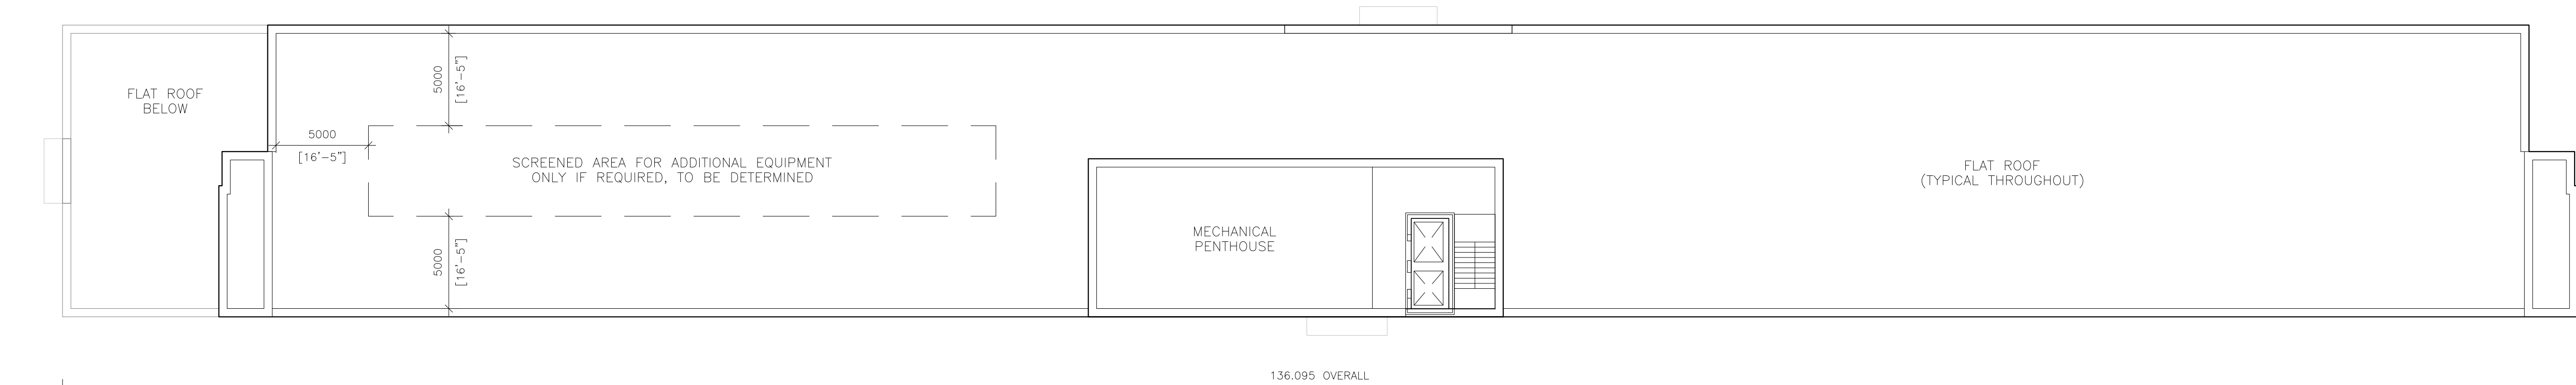 FLAT ROOF
BELOW
5000
[16'-5"]
5000
[16'-5"]
SCREENED AREA FOR ADDITIONAL EQUIPMENT
ONLY IF REQUIRED, TO BE DETERMINED
5000
[16'-5"]
MECHANICAL
PENTHOUSE
FLAT ROOF
(TYPICAL THROUGHOUT)
136.095 OVERALL